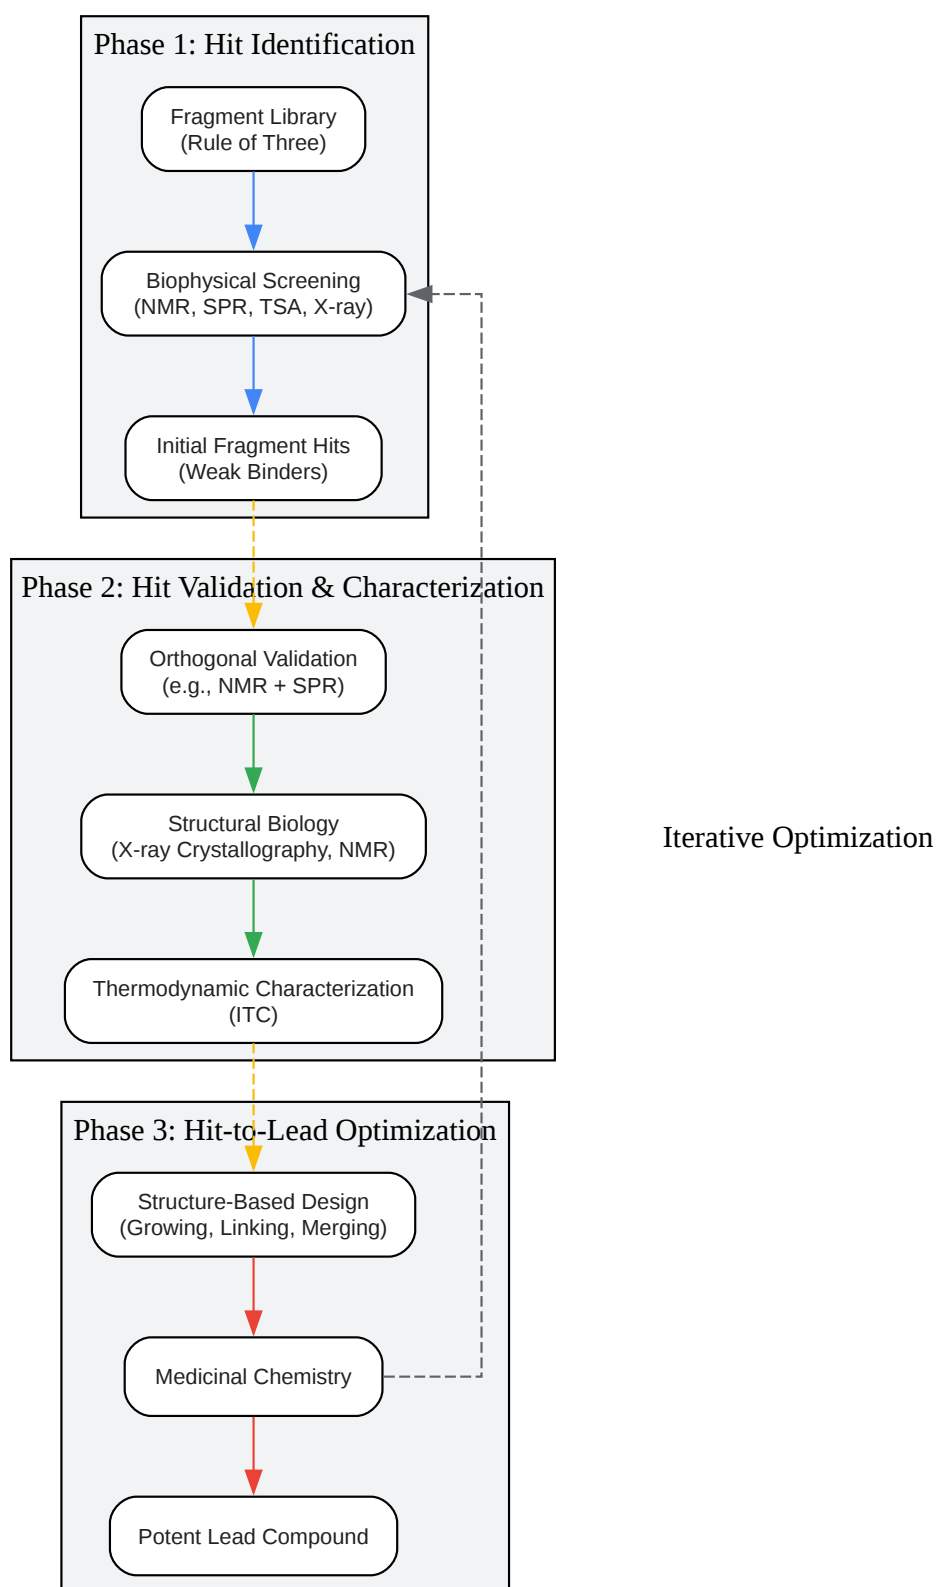 Phase 1: Hit Identification
Fragment Library
(Rule of Three)
Biophysical Screening
(NMR, SPR, TSA, X-ray)
Initial Fragment Hits
(Weak Binders)
Phase 2: Hit Validation & Characterization
Orthogonal Validation
(e.g., NMR + SPR)
Structural Biology
(X-ray Crystallography, NMR)
Iterative Optimization
Thermodynamic Characterization
(ITC)
Phase 3: Hit-to-Lead Optimization
Structure-Based Design
(Growing, Linking, Merging)
Medicinal Chemistry
Potent Lead Compound